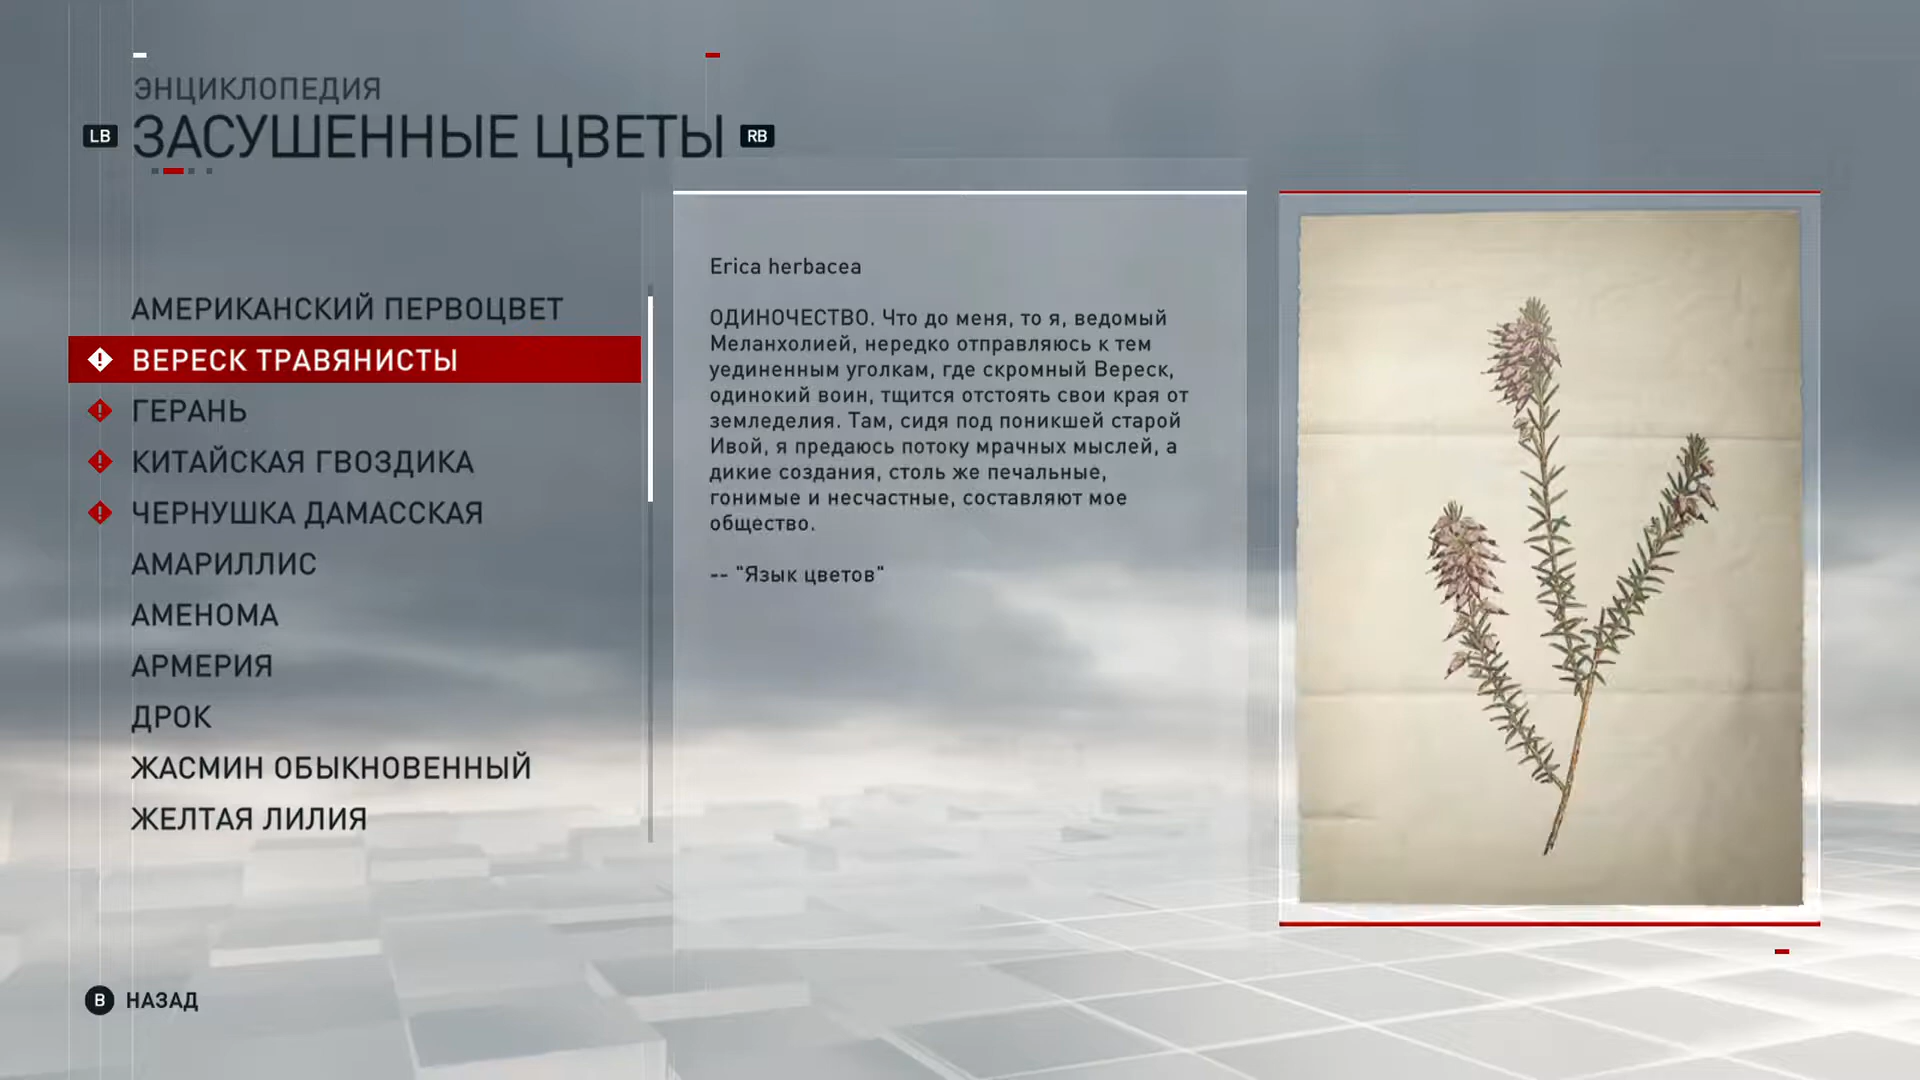 ЭНЦИКЛОПЕДИЯ
LB ЗАСУШЕННЫЕ ЦВЕТЫ RB
АМЕРИКАНСКИЙ ПЕРВОЦВЕТ
ВЕРЕСК ТРАВЯНИСТЫ
ГЕРАНЬ
КИТАЙСКАЯ ГВОЗДИКА
ЧЕРНУШКА ДАМАССКАЯ
АМАРИЛЛИС
АМЕНОМА
АРМЕРИЯ
ДРОК
ЖАСМИН ОБЫКНОВЕННЫЙ
ЖЕЛТАЯ ЛИЛИЯ
Erica herbacea
ОДИНОЧЕСТВО. Что до меня, то я, ведомый
Меланхолией, нередко отправляюсь к тем
уединенным уголкам, где скромный Вереск,
одинокий воин, тщится отстоять свои края от
земледелия. Там, сидя под поникшей старой
Ивой, я предаюсь потоку мрачных мыслей, а
дикие создания, столь же печальные,
гонимые и несчастные, составляют мое
общество.
-- "Язык цветов"
B НАЗАД